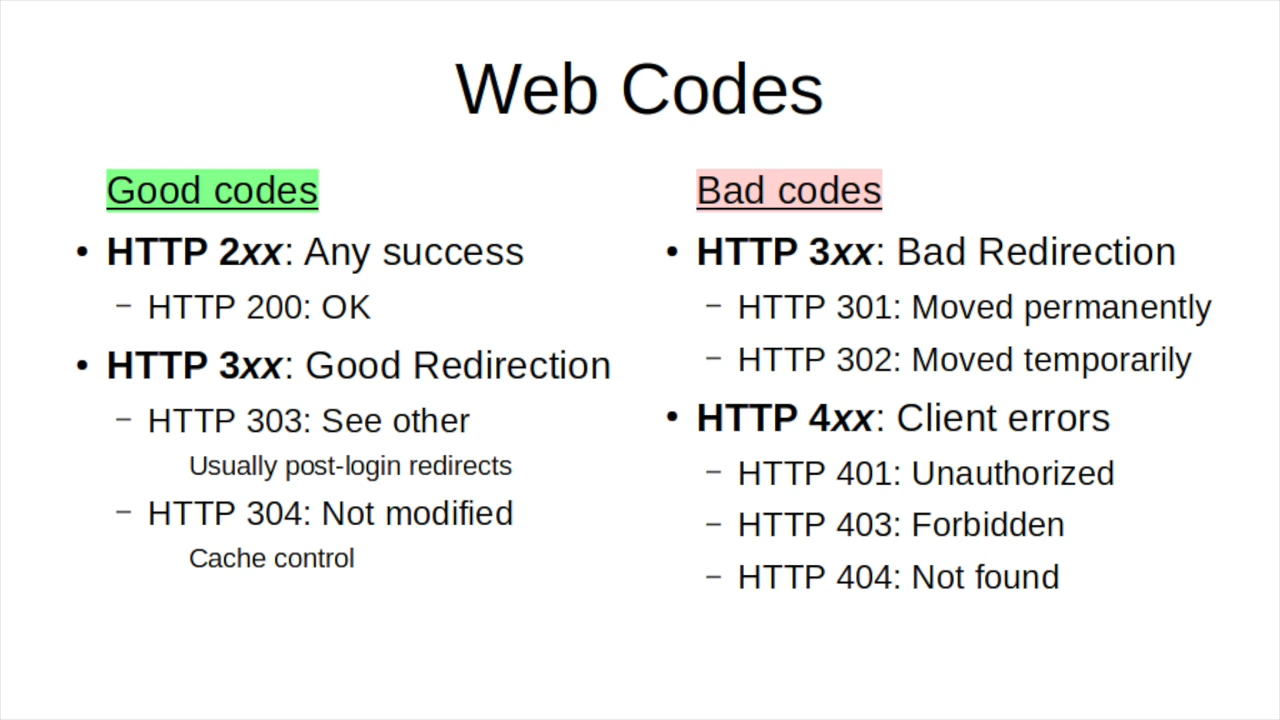 Web Codes
Good codes
• HTTP 2xx: Any success
– HTTP 200: OK
• HTTP 3xx: Good Redirection
– HTTP 303: See other
Usually post-login redirects
– HTTP 304: Not modified
Cache control
Bad codes
• HTTP 3xx: Bad Redirection
– HTTP 301: Moved permanently
– HTTP 302: Moved temporarily
• HTTP 4xx: Client errors
– HTTP 401: Unauthorized
– HTTP 403: Forbidden
– HTTP 404: Not found